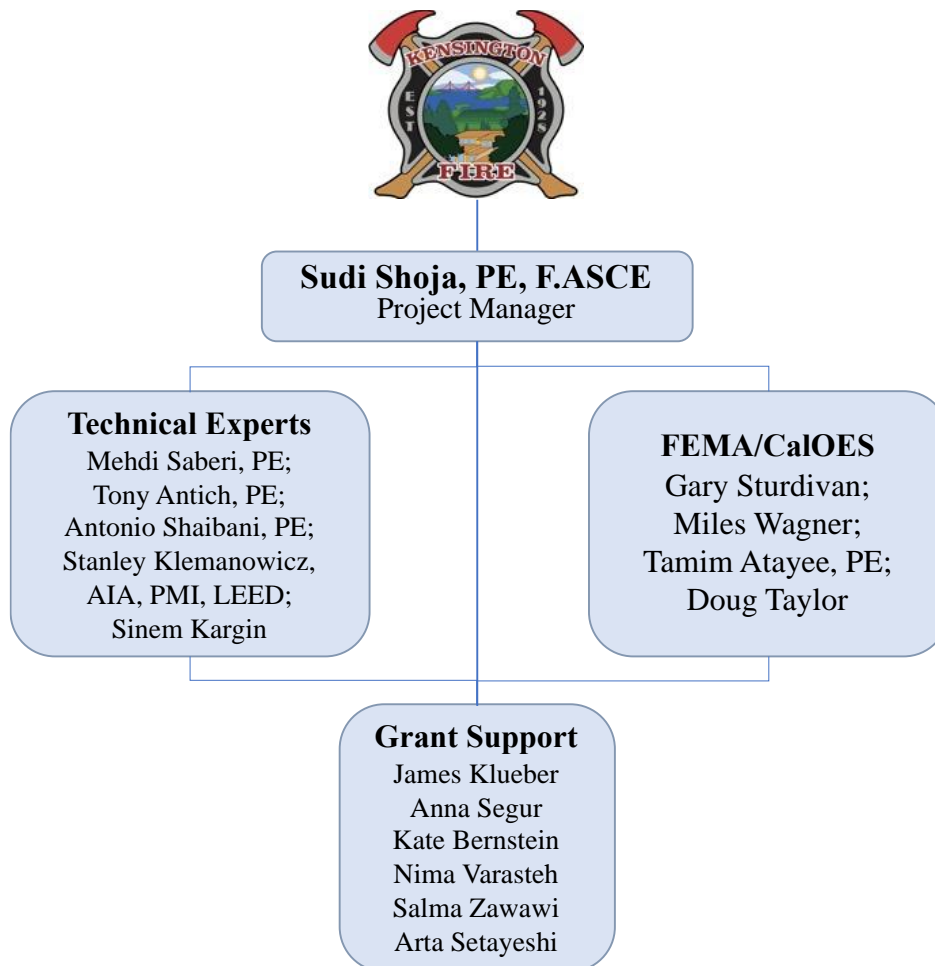 KENSINGTON
EST
1928
FIRE
Sudi Shoja, PE, F.ASCE
Project Manager
Technical Experts
Mehdi Saberi, PE;
Tony Antich, PE;
Antonio Shaibani, PE;
Stanley Klemanowicz,
AIA, PMI, LEED;
Sinem Kargin
FEMA/CalOES
Gary Sturdivan;
Miles Wagner;
Tamim Atayee, PE;
Doug Taylor
Grant Support
James Klueber
Anna Segur
Kate Bernstein
Nima Varasteh
Salma Zawawi
Arta Setayeshi